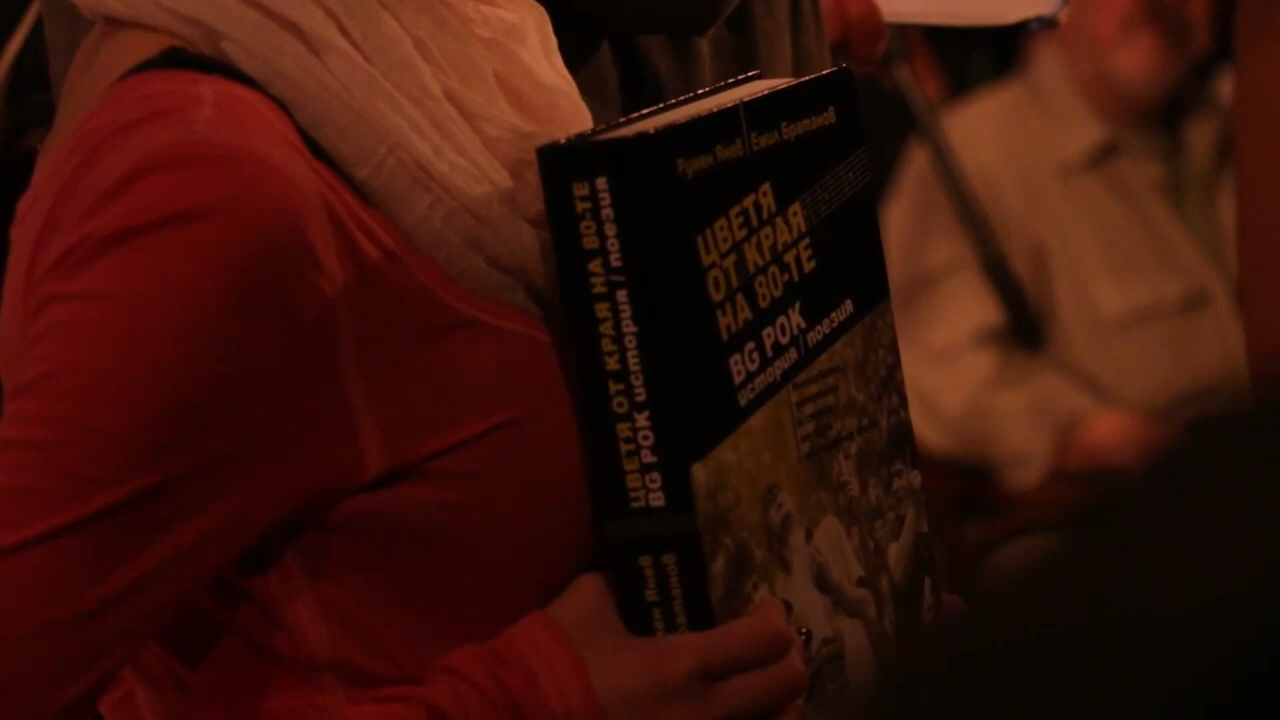 Румен Янев | Емил Братанов
ЦВЕТЯ
ОТ КРАЯ
НА 80-ТЕ
BG РОК
история / поезия
ЦВЕТЯ ОТ КРАЯ НА 80-ТЕ
BG РОК история / поезия
Янев